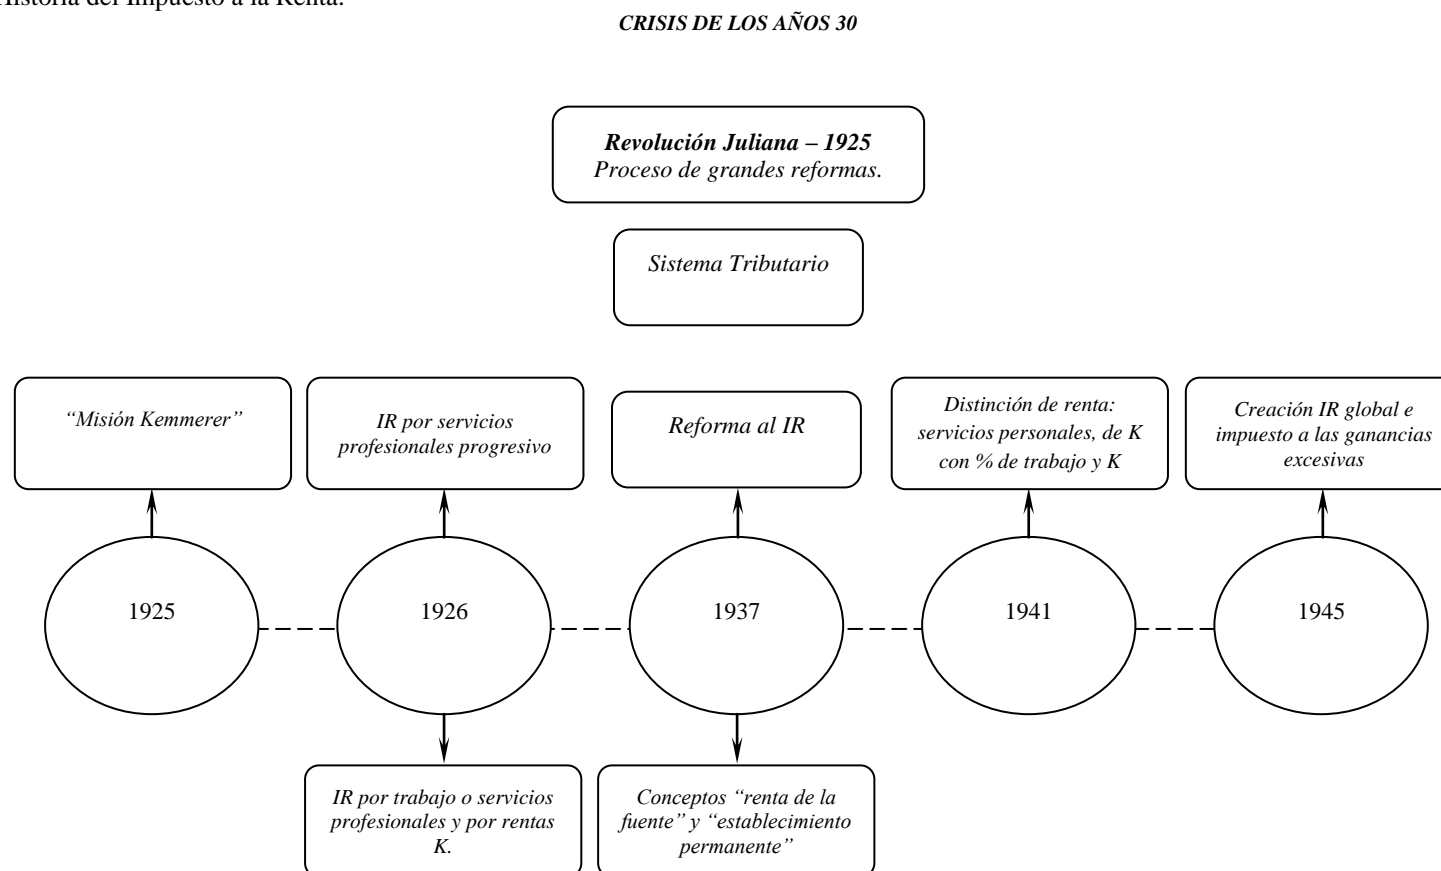 Historia del Impuesto a la Renta.
CRISIS DE LOS AÑOS 30
Revolución Juliana – 1925
Proceso de grandes reformas.
Sistema Tributario
“Misión Kemmerer”
IR por servicios
profesionales progresivo
Reforma al IR
Distinción de renta:
servicios personales, de K
con % de trabajo y K
Creación IR global e
impuesto a las ganancias
excesivas
1925
1926
1937
1941
1945
IR por trabajo o servicios
profesionales y por rentas
K.
Conceptos “renta de la
fuente” y “establecimiento
permanente”